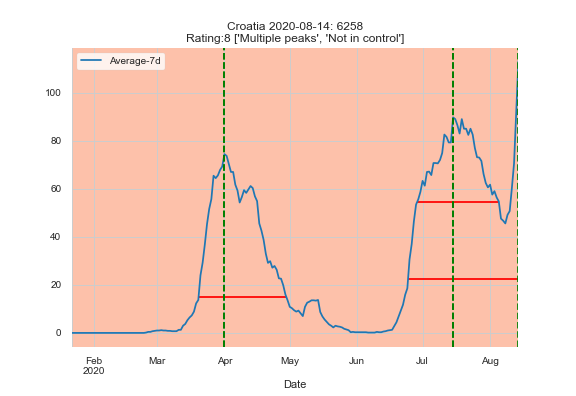 Croatia 2020-08-14: 6258
Rating:8 ['Multiple peaks', 'Not in control']
Average-7d
100
80
60
40
20
0
Feb Mar Apr May Jun Jul Aug
2020
Date